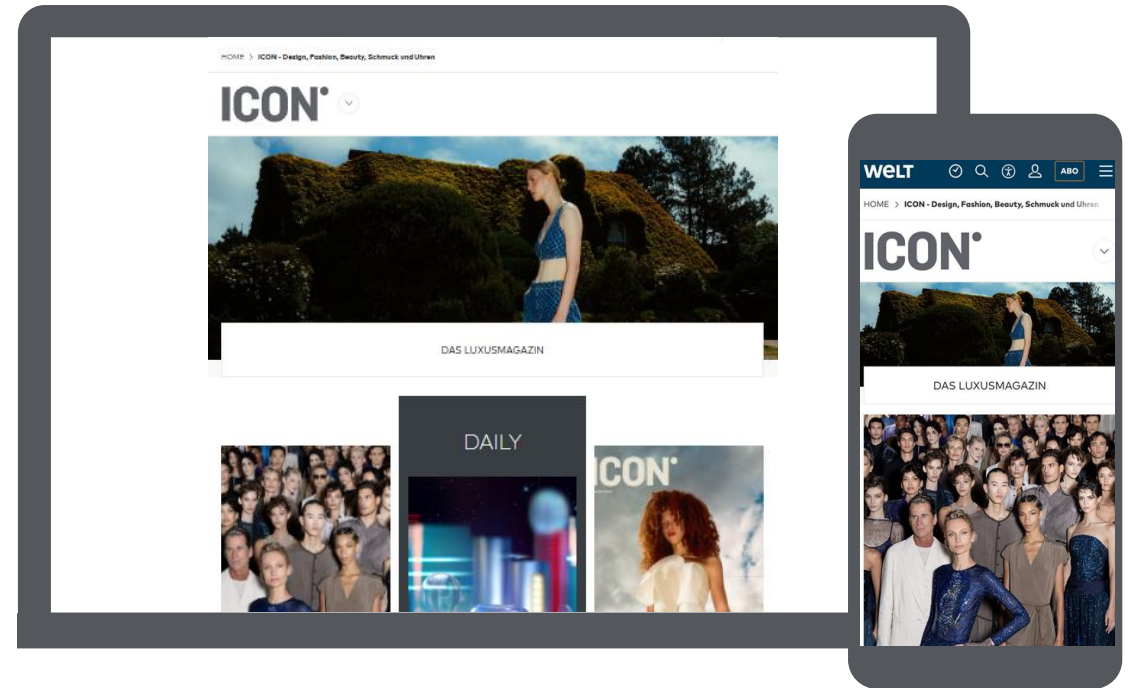 HOME > ICON - Design, Fashion, Beauty, Schmuck und Uhren
ICON
DAS LUXUSMAGAZIN
DAILY
ICON
WELT
ABO
HOME > ICON - Design, Fashion, Beauty, Schmuck und Uhren
ICON
DAS LUXUSMAGAZIN